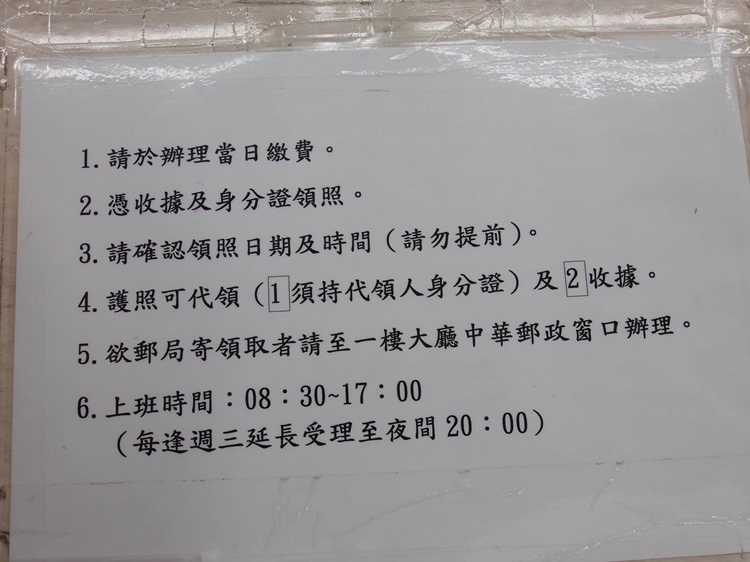 1.請於辦理當日繳費。
2.憑收據及身分證領照。
3.請確認領照日期及時間(請勿提前)。
4.護照可代領(1須持代領人身分證)及2收據。
5.欲郵局寄領取者請至一樓大廳中華郵政窗口辦理。
6.上班時間：08：30~17：00
(每逢週三延長受理至夜間20：00)